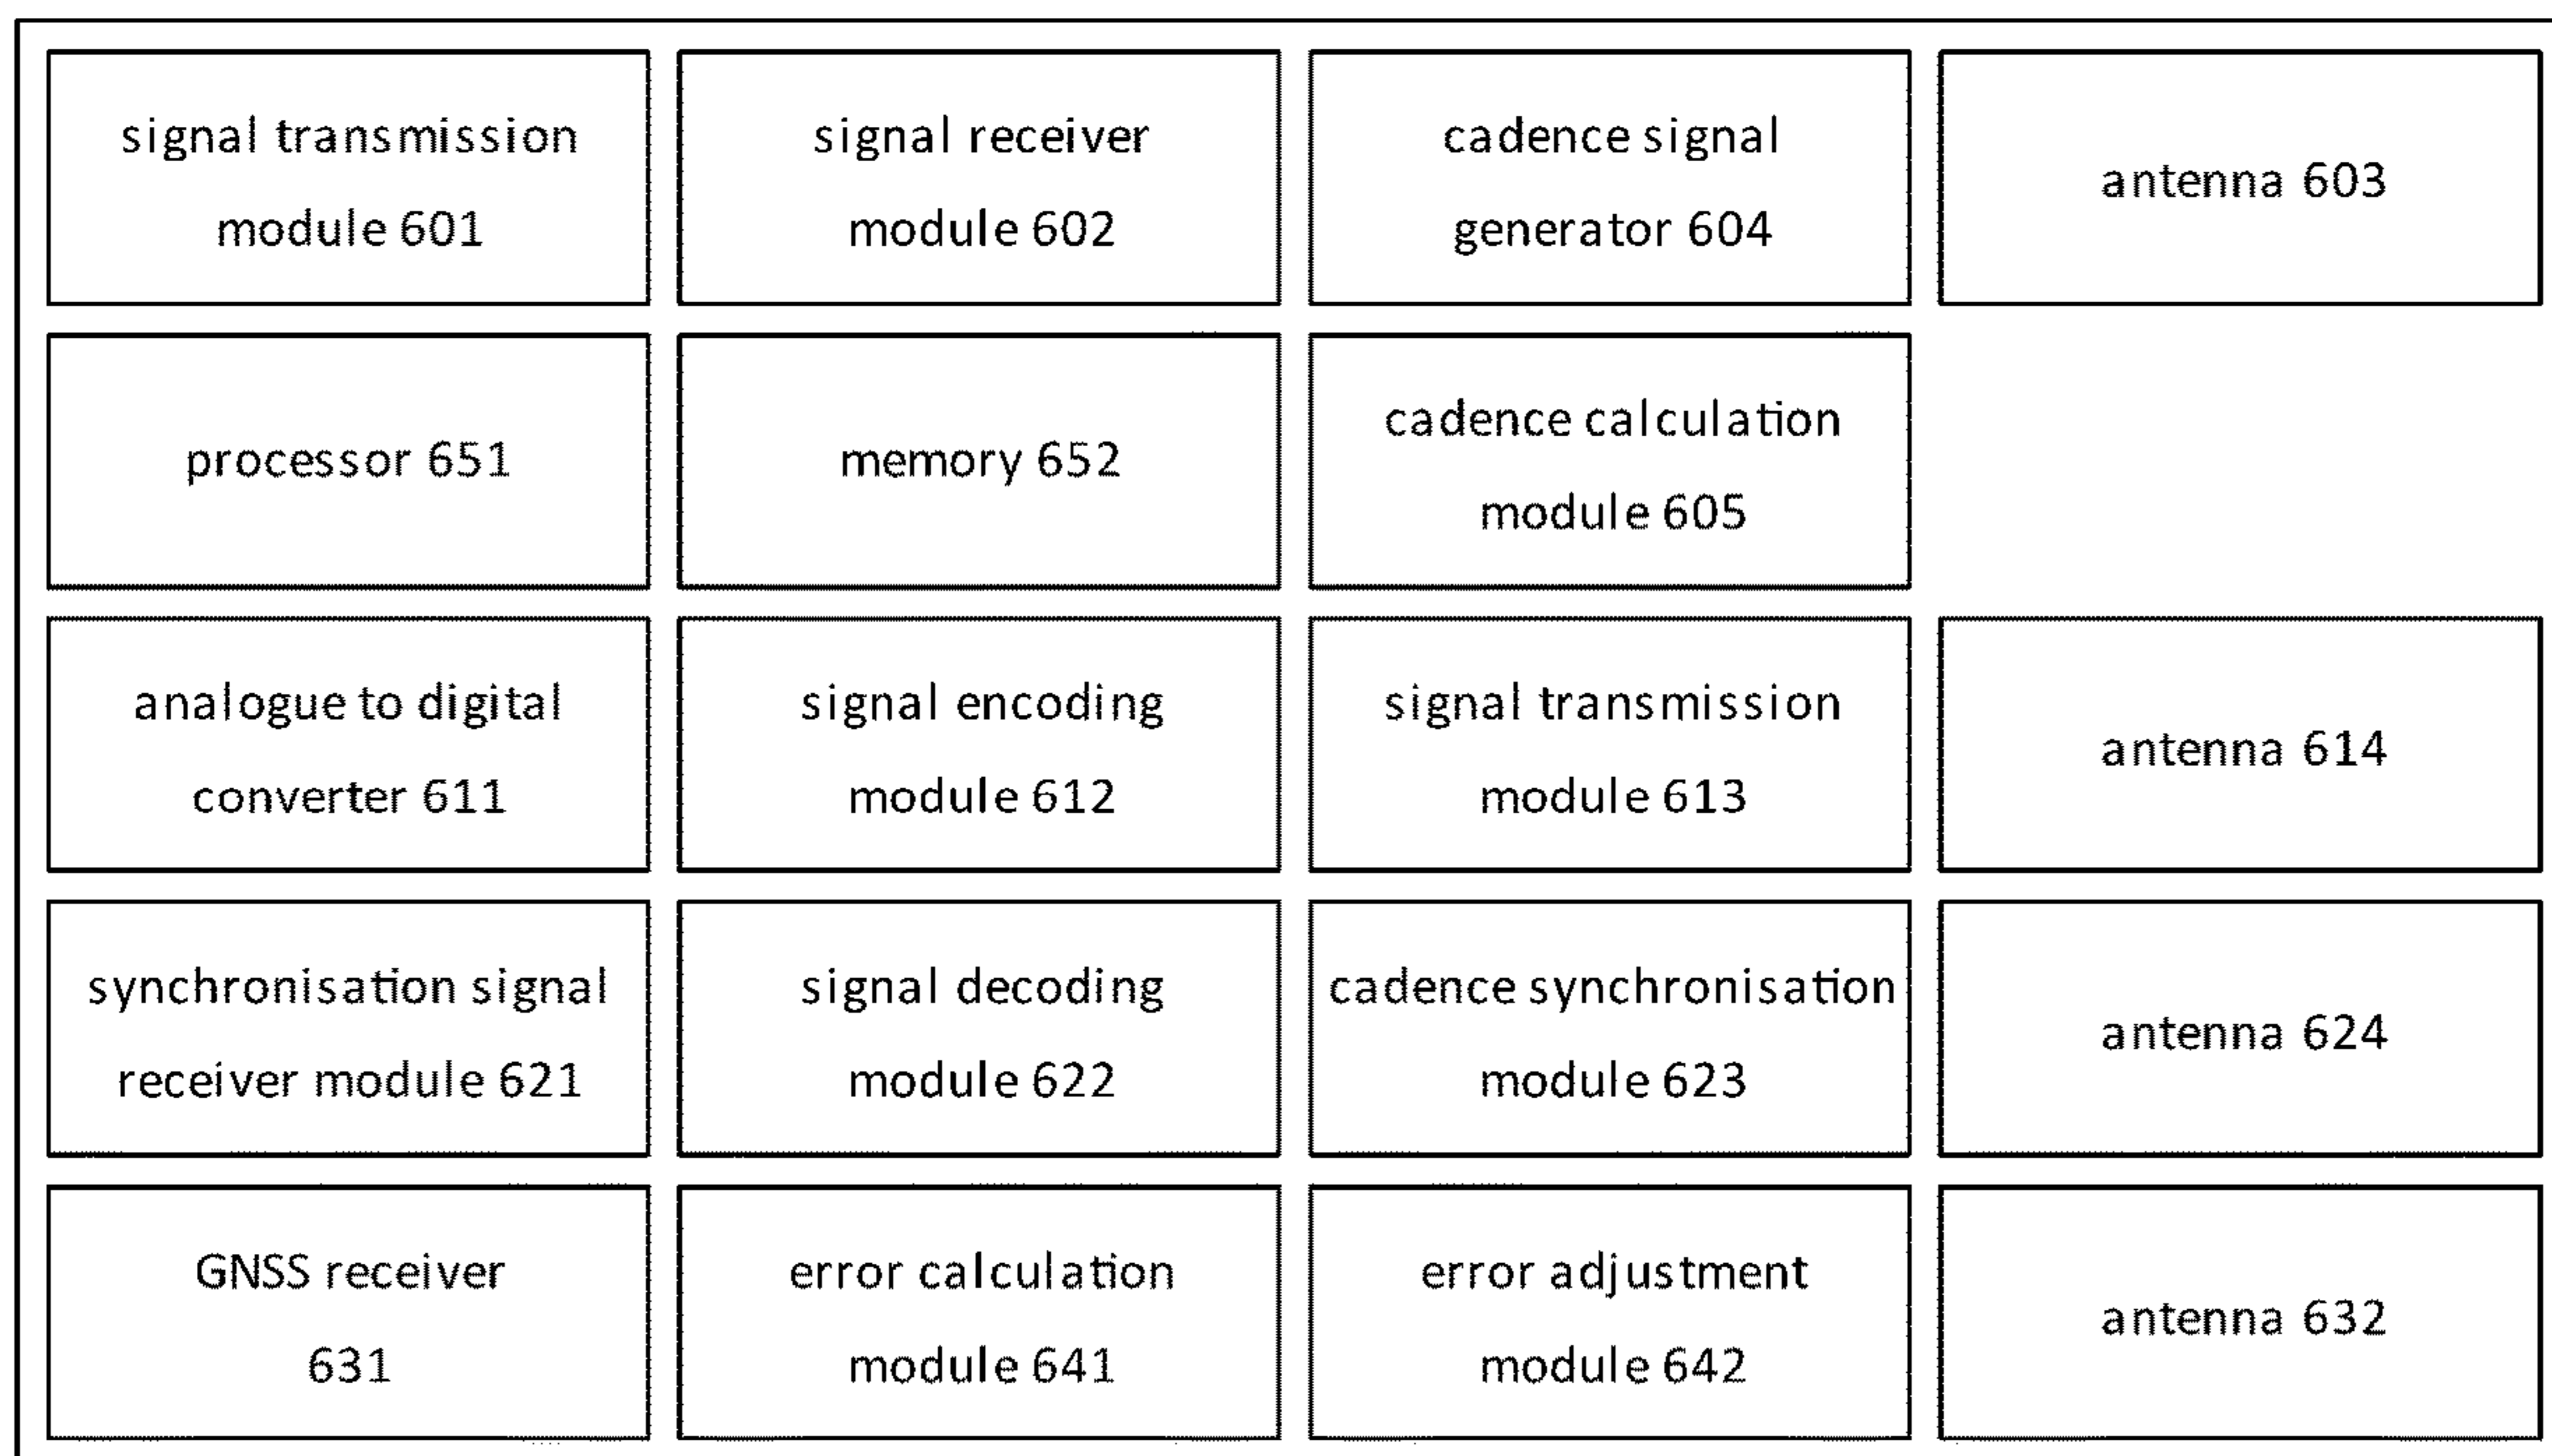 signal transmission
module 601
signal receiver
module 602
cadence signal
generator 604
antenna 603
processor 651
memory 652
cadence calculation
module 605
analogue to digital
converter 611
signal encoding
module 612
signal transmission
module 613
antenna 614
synchronisation signal
receiver module 621
signal decoding
module 622
cadence synchronisation
module 623
antenna 624
GNSS receiver
631
error calculation
module 641
error adjustment
module 642
antenna 632